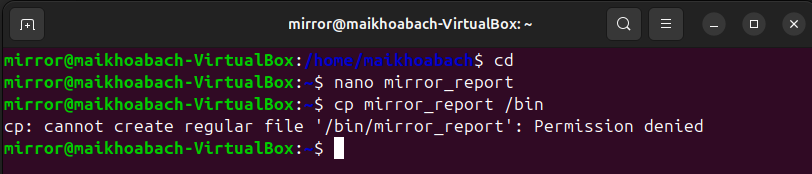 mirror@maikhoabach-VirtualBox: ~
mirror@maikhoabach-VirtualBox:/home/maikhoabach$ cd
mirror@maikhoabach-VirtualBox:~$ nano mirror_report
mirror@maikhoabach-VirtualBox:~$ cp mirror_report /bin
cp: cannot create regular file '/bin/mirror_report': Permission denied
mirror@maikhoabach-VirtualBox:~$